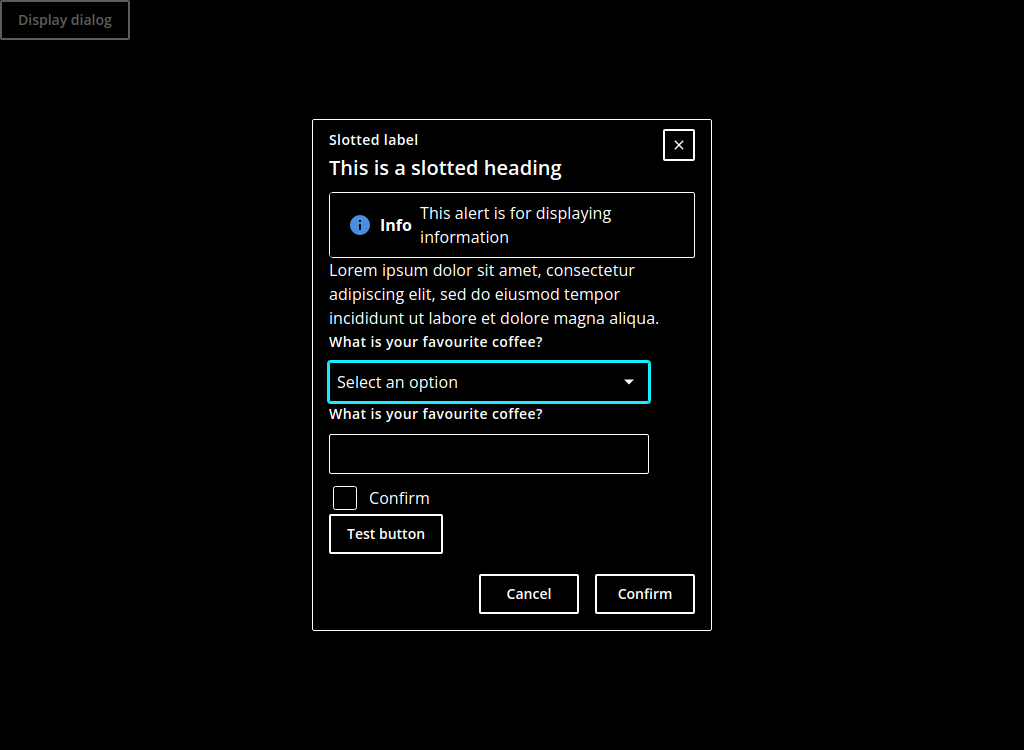 Display dialog
Slotted label
This is a slotted heading
Info
This alert is for displaying
information
Lorem ipsum dolor sit amet, consectetur
adipiscing elit, sed do eiusmod tempor
incididunt ut labore et dolore magna aliqua.
What is your favourite coffee?
Select an option
What is your favourite coffee?
Confirm
Test button
Cancel
Confirm